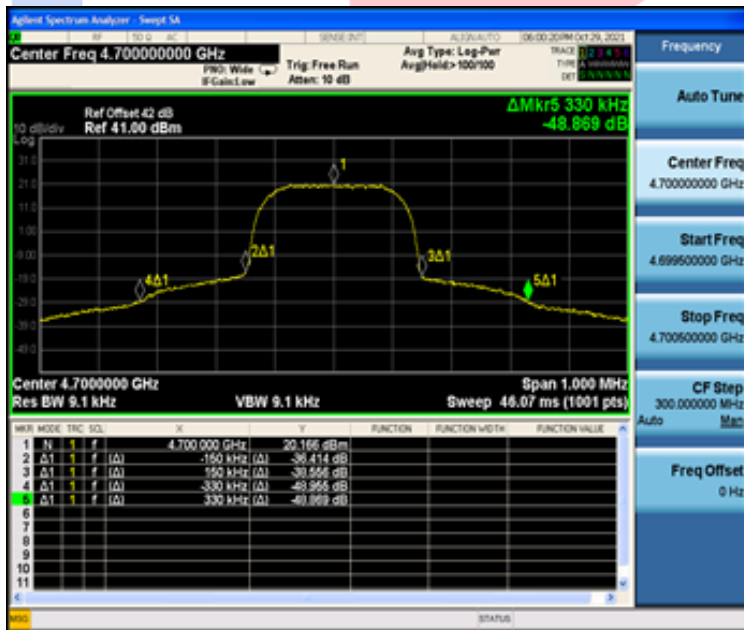 Agilent Spectrum Analyzer - Swept SA
RF 50 Ω AC SENSE:INT ALIGNAUTO 06:00:20 PM Oct 29, 2021
Center Freq 4.700000000 GHz
PNO: Wide
IFGain:Low
Trig: Free Run
Atten: 10 dB
Avg Type: Log-Pwr
Avg|Hold>100/100
TRACE 1 2 3 4 5 6
TYPE
DET
Ref Offset 42 dB
Ref 41.00 dBm
10 dB/div
Log
ΔMkr5 330 kHz
-48.869 dB
31.0
21.0
11.0
1.00
-9.00
-19.0
-29.0
-39.0
-49.0
1
2Δ1
3Δ1
4Δ1
5Δ1
Center 4.7000000 GHz
Span 1.000 MHz
Res BW 9.1 kHz
VBW 9.1 kHz
Sweep 46.07 ms (1001 pts)
MKR MODE TRC SCL X Y FUNCTION FUNCTION WIDTH FUNCTION VALUE
1 N 1 f 4.700 000 GHz 20.166 dBm
2 Δ1 1 f (Δ) -150 kHz (Δ) -36.414 dB
3 Δ1 1 f (Δ) 150 kHz (Δ) -38.556 dB
4 Δ1 1 f (Δ) -330 kHz (Δ) -48.955 dB
5 Δ1 1 f (Δ) 330 kHz (Δ) -48.869 dB
6
7
8
9
10
11
MSG
STATUS
Frequency
Auto Tune
Center Freq
4.700000000 GHz
Start Freq
4.699500000 GHz
Stop Freq
4.700500000 GHz
CF Step
300.000000 MHz
Auto Man
Freq Offset
0 Hz